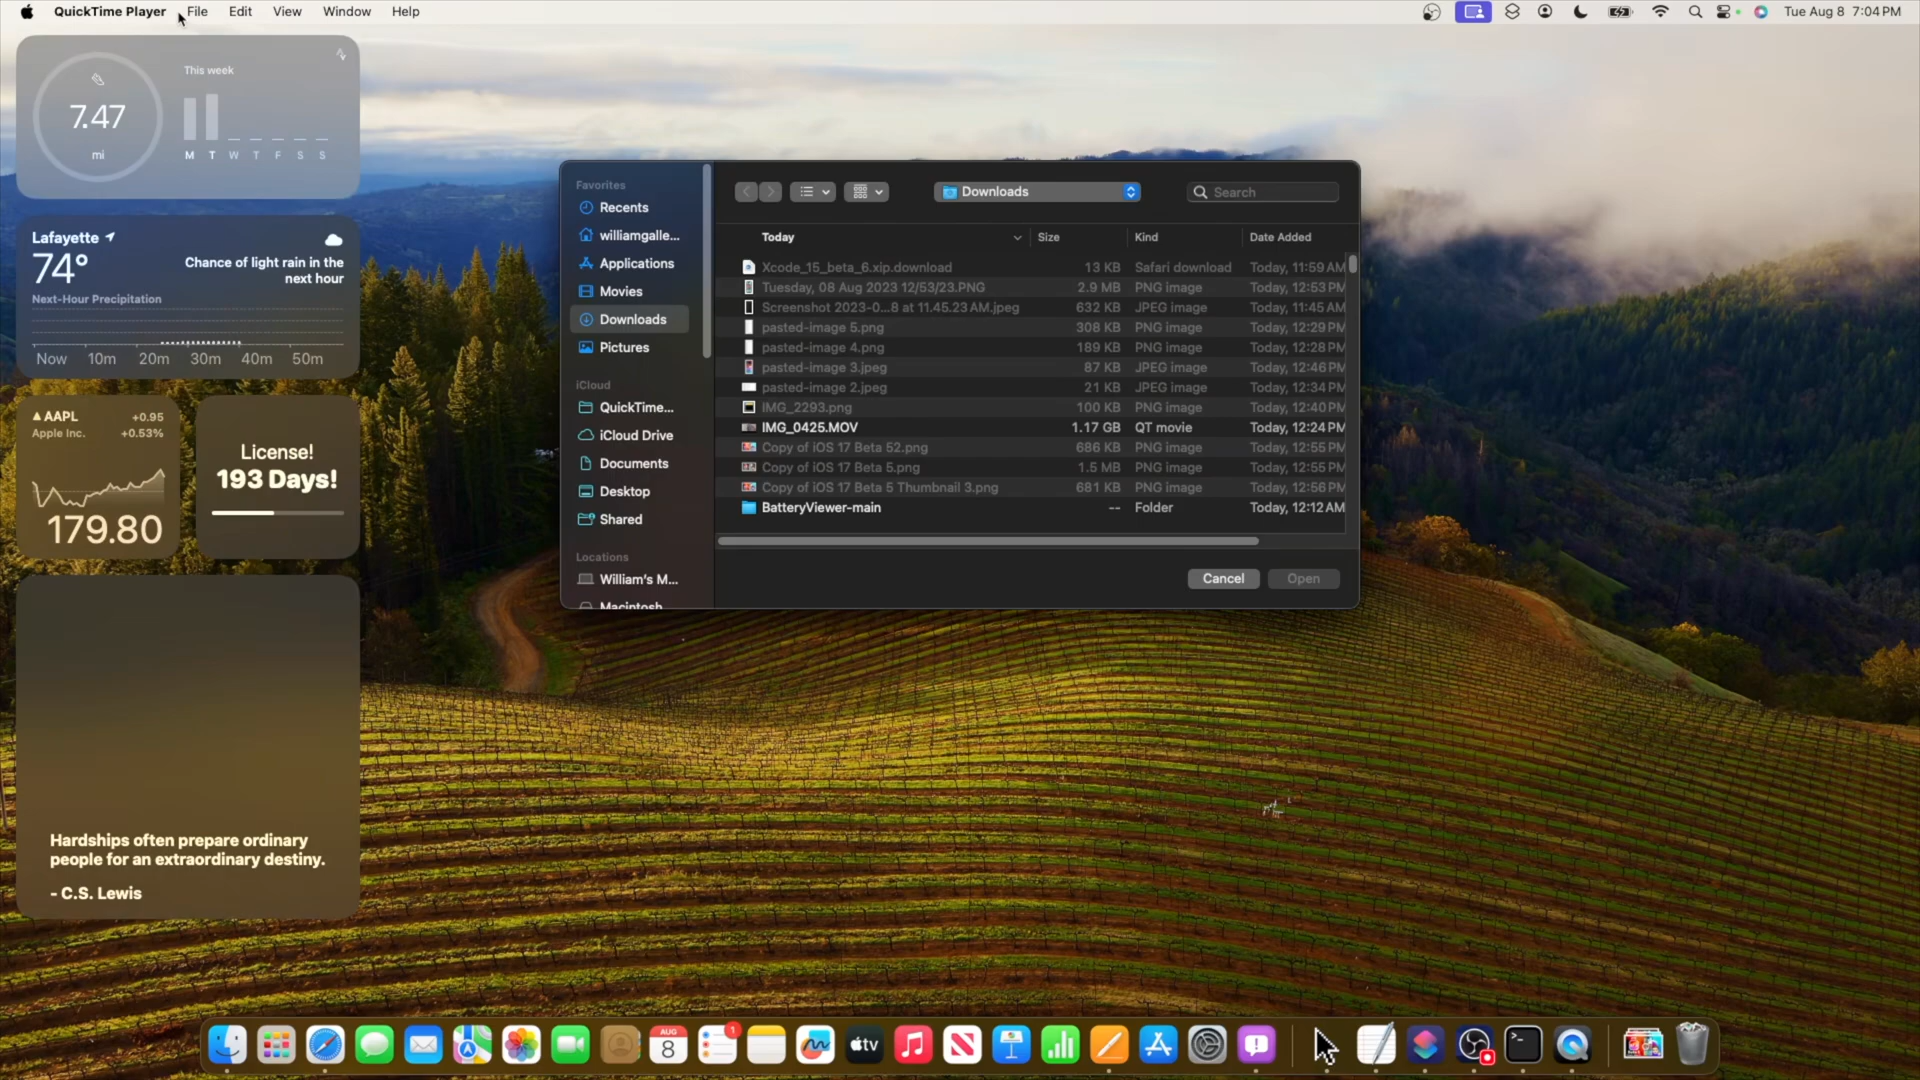 QuickTime Player File Edit View Window Help
Tue Aug 8 7:04 PM
7.47
mi
This week
M T W T F S S
Lafayette
74°
Chance of light rain in the
next hour
Next-Hour Precipitation
Now 10m 20m 30m 40m 50m
AAPL +0.95
Apple Inc. +0.53%
179.80
License!
193 Days!
Hardships often prepare ordinary
people for an extraordinary destiny.
- C.S. Lewis
Favorites
Recents
williamgalle...
Applications
Movies
Downloads
Pictures
iCloud
QuickTime...
iCloud Drive
Documents
Desktop
Shared
Locations
William's M...
Macintosh
Downloads
Search
Today Size Kind Date Added
Xcode_15_beta_6.xip.download 13 KB Safari download Today, 11:59 AM
Tuesday, 08 Aug 2023 12/53/23.PNG 2.9 MB PNG image Today, 12:53 PM
Screenshot 2023-0...8 at 11.45.23 AM.jpeg 632 KB JPEG image Today, 11:45 AM
pasted-image 5.png 308 KB PNG image Today, 12:29 PM
pasted-image 4.png 189 KB PNG image Today, 12:28 PM
pasted-image 3.jpeg 87 KB JPEG image Today, 12:46 PM
pasted-image 2.jpeg 21 KB JPEG image Today, 12:34 PM
IMG_2293.png 100 KB PNG image Today, 12:40 PM
IMG_0425.MOV 1.17 GB QT movie Today, 12:24 PM
Copy of iOS 17 Beta 52.png 686 KB PNG image Today, 12:55 PM
Copy of iOS 17 Beta 5.png 1.5 MB PNG image Today, 12:55 PM
Copy of iOS 17 Beta 5 Thumbnail 3.png 681 KB PNG image Today, 12:56 PM
BatteryViewer-main -- Folder Today, 12:12 AM
Cancel Open
AUG
8
1
tv